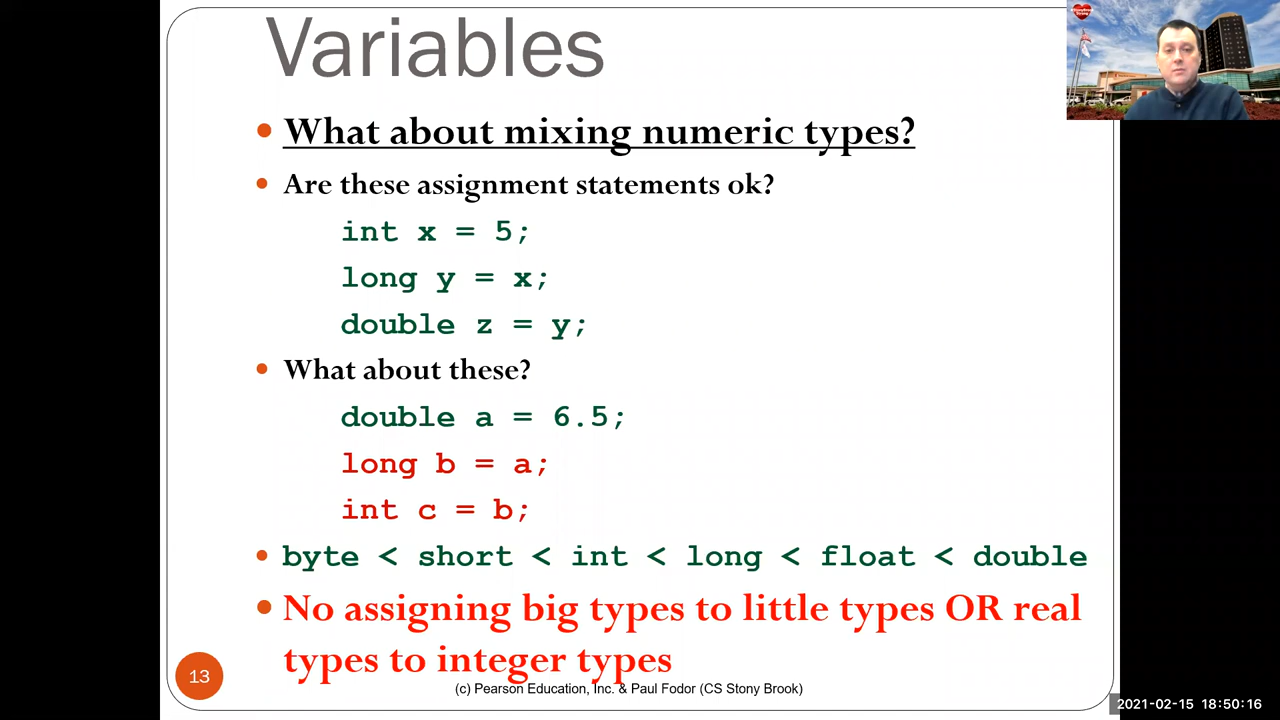 Variables
What about mixing numeric types?
Are these assignment statements ok?
int x = 5;
long y = x;
double z = y;
What about these?
double a = 6.5;
long b = a;
int c = b;
byte < short < int < long < float < double
No assigning big types to little types OR real
types to integer types
13
(c) Pearson Education, Inc. & Paul Fodor (CS Stony Brook)
2021-02-15 18:50:16